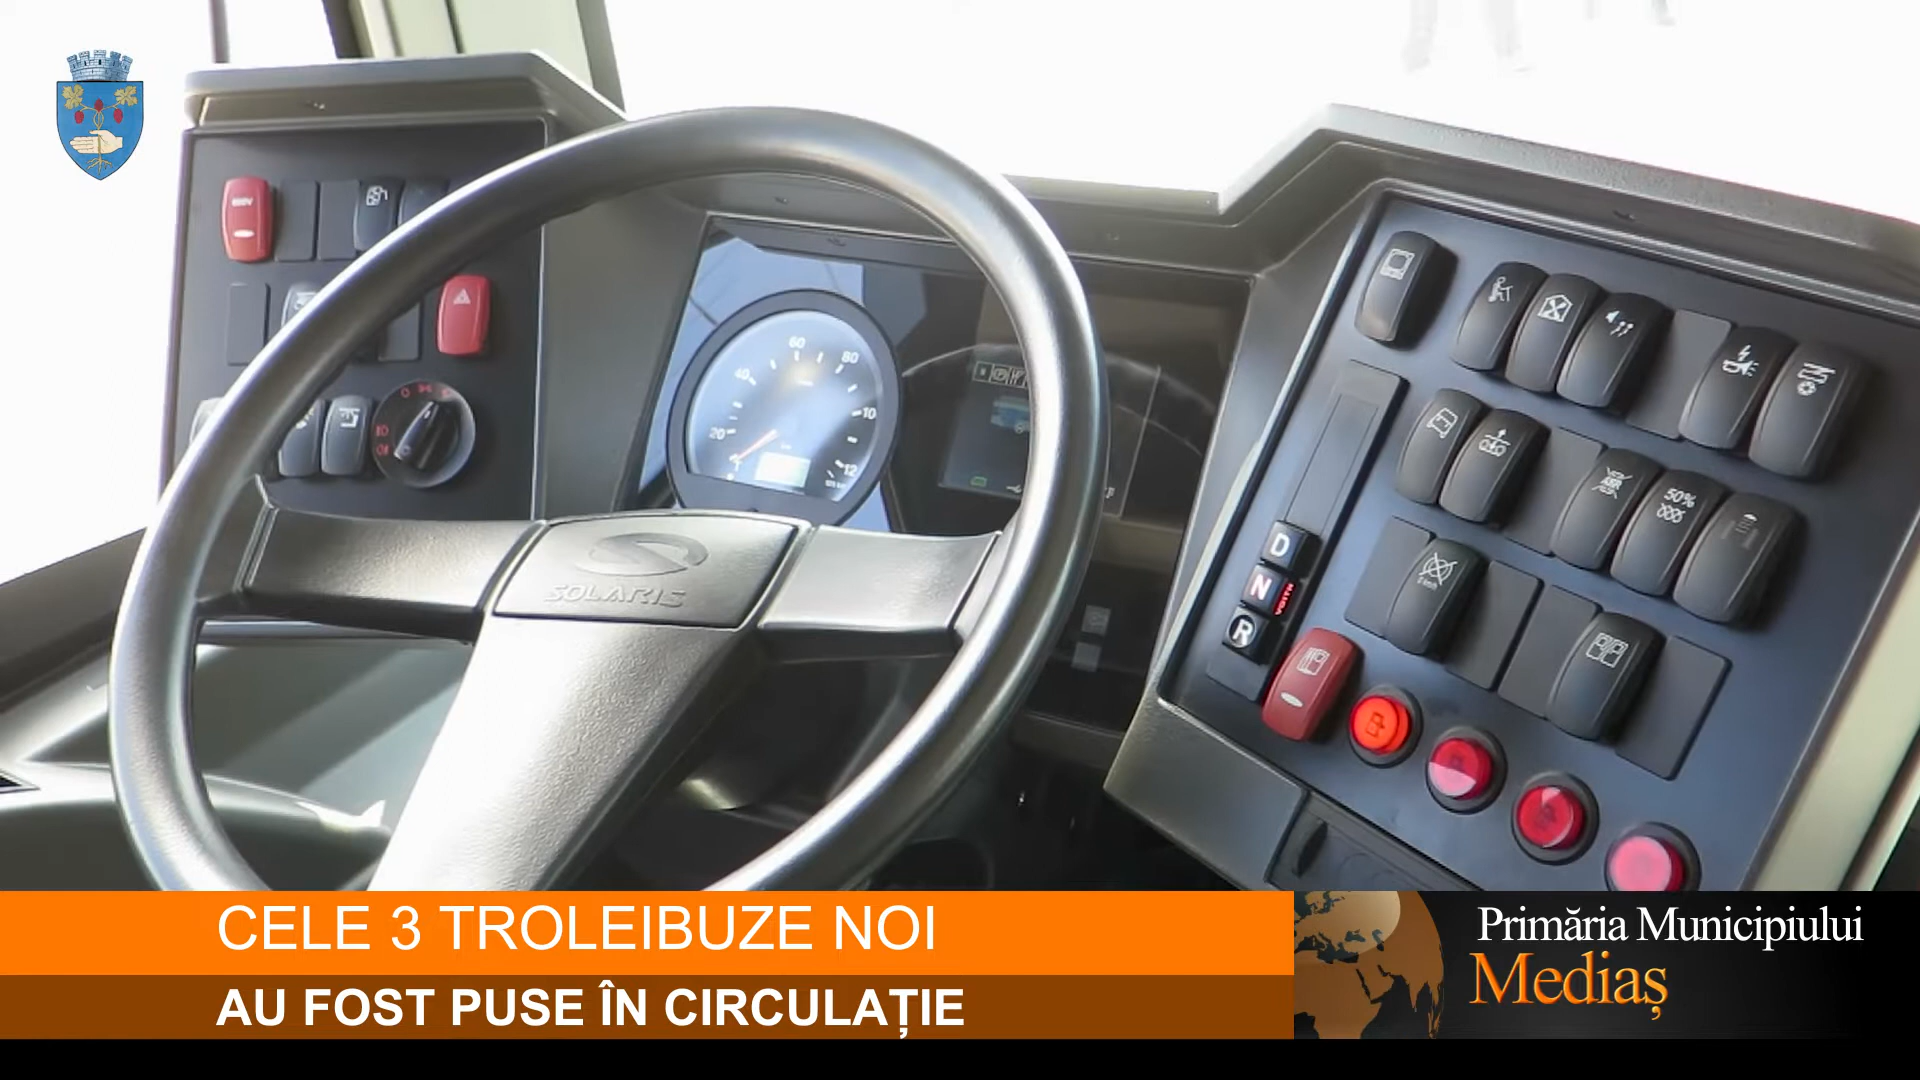 60
80
40
10
20
12
SOLARIS
D
N
R
ABR
50%
CELE 3 TROLEIBUZE NOI
AU FOST PUSE ÎN CIRCULAȚIE
Primăria Municipiului
Mediaș